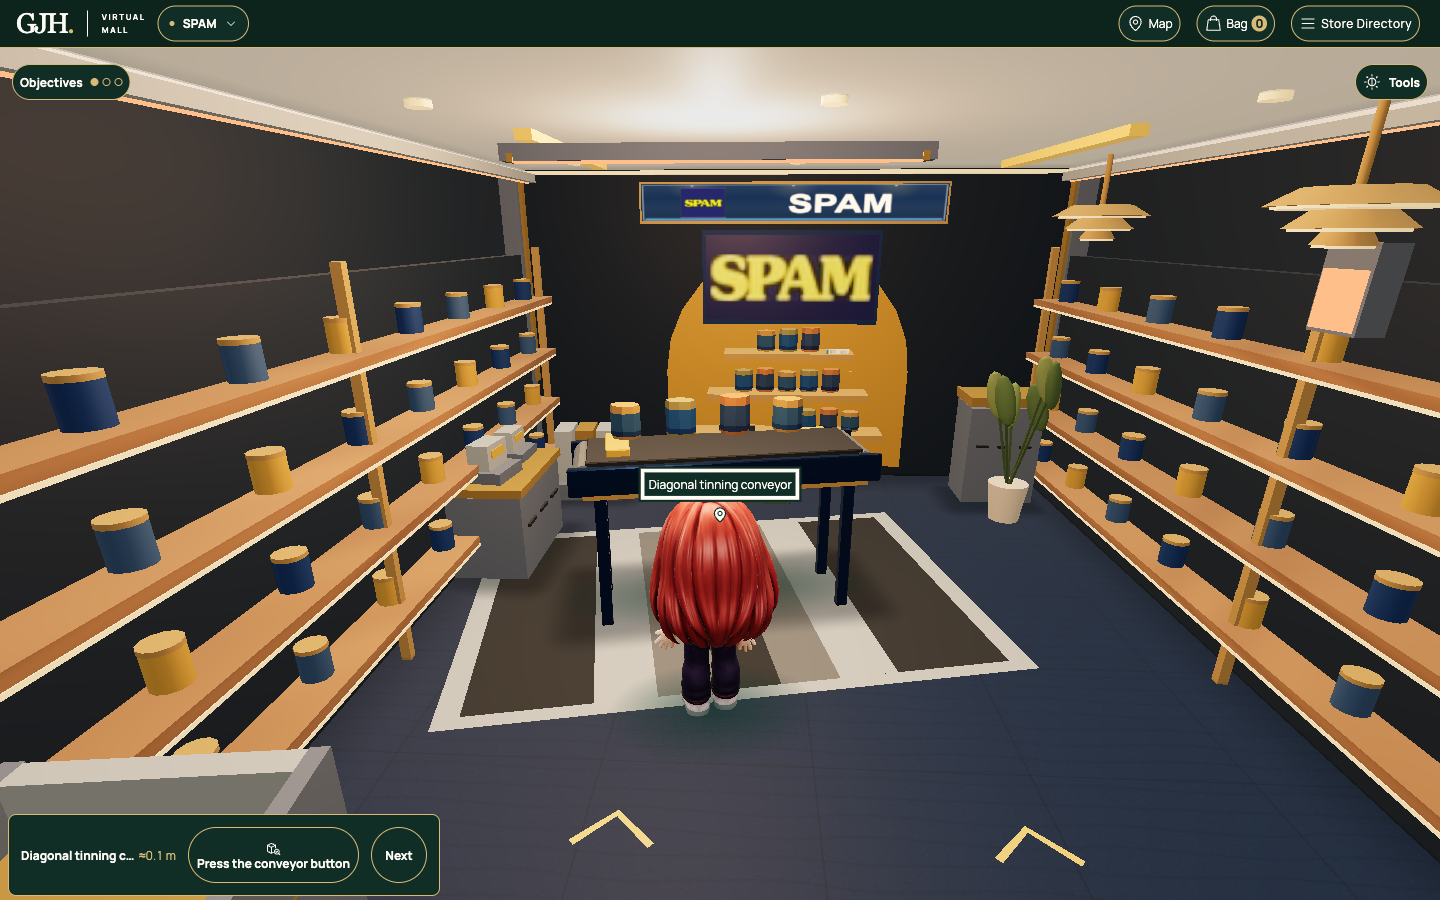 GJH.
VIRTUAL
MALL
SPAM
Map
Bag 0
Store Directory
Objectives
Tools
SPAM
SPAM
SPAM
Diagonal tinning conveyor
Diagonal tinning c... ≈0.1 m
Press the conveyor button
Next